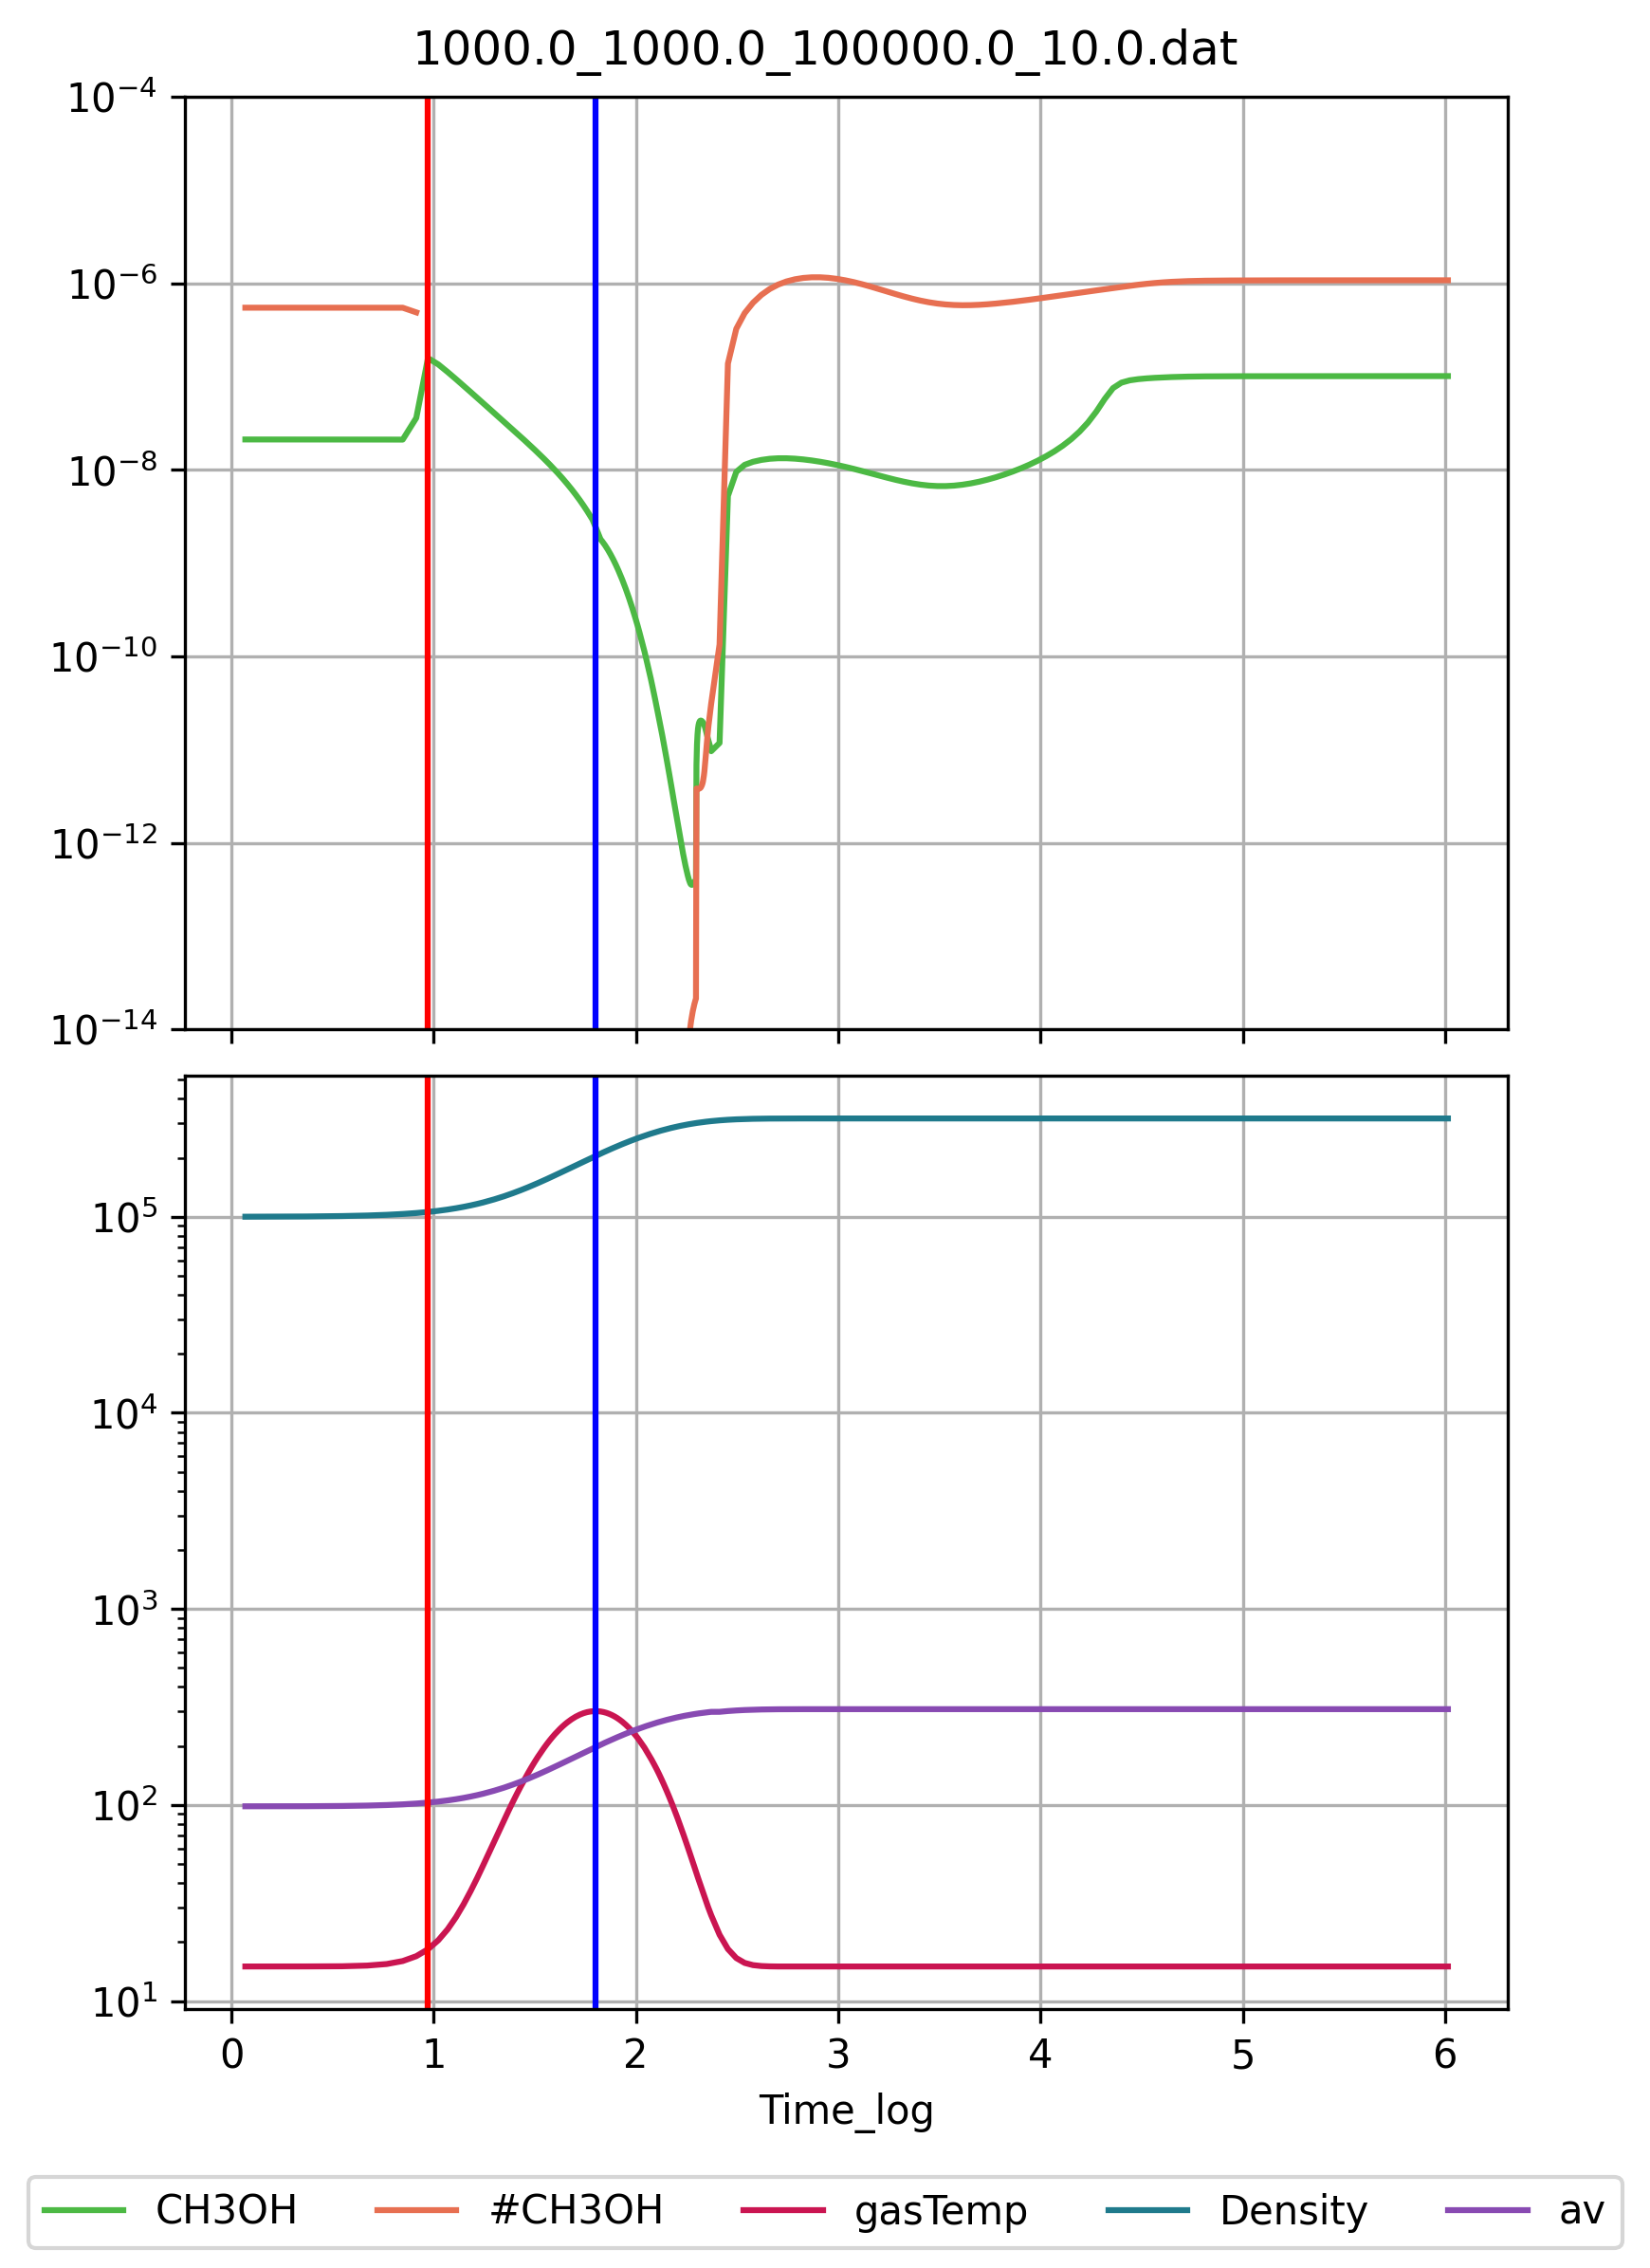 1000.0_1000.0_100000.0_10.0.dat
10⁻⁴
10⁻⁶
10⁻⁸
10⁻¹⁰
10⁻¹²
10⁻¹⁴
10⁵
10⁴
10³
10²
10¹
0 1 2 3 4 5 6
Time_log
CH3OH #CH3OH gasTemp Density av